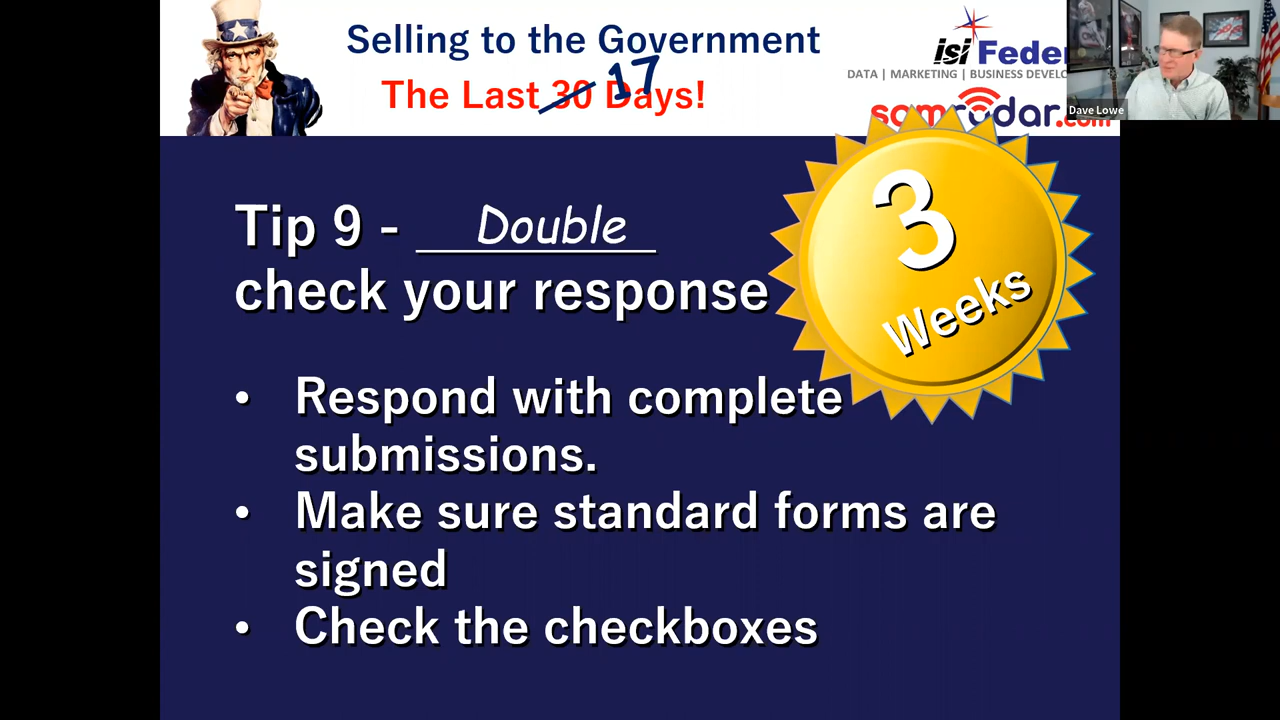 Selling to the Government
17
The Last 30 Days!
isi Feder
DATA | MARKETING | BUSINESS DEVELO
samradar.com
Dave Lowe
3
Weeks
Tip 9 - Double
check your response
• Respond with complete
submissions.
• Make sure standard forms are
signed
• Check the checkboxes